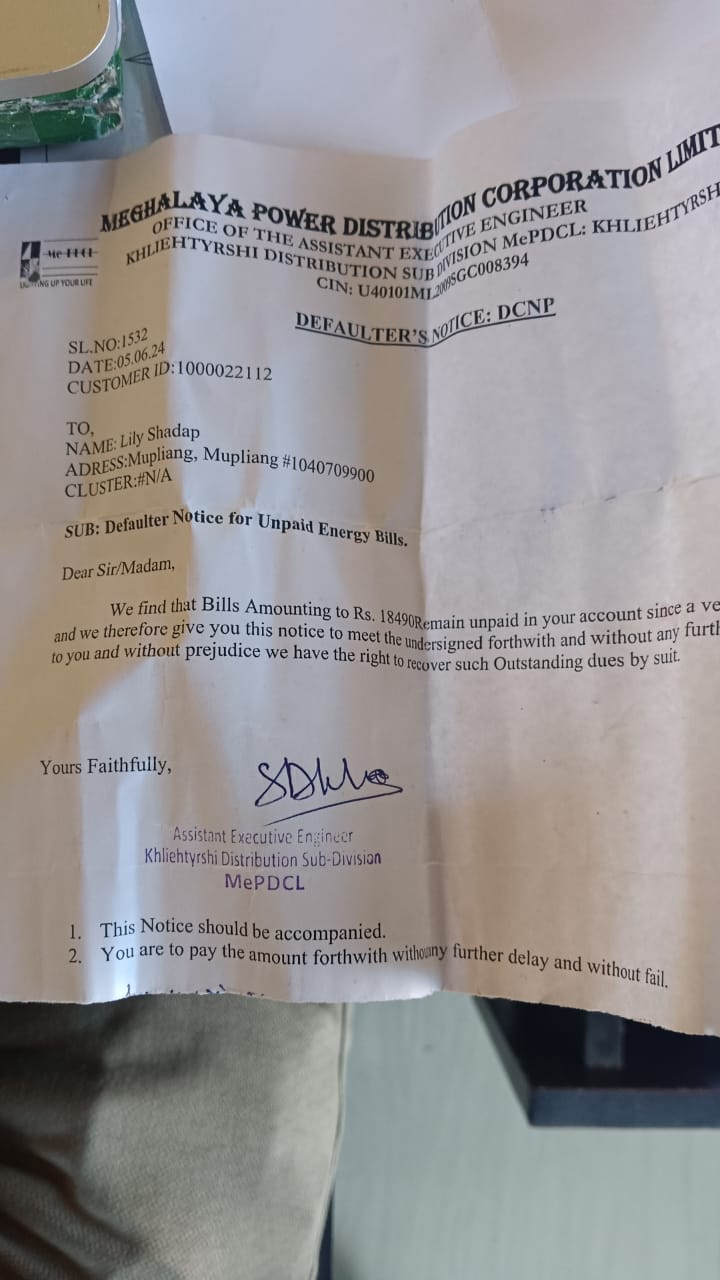 MEGHALAYA POWER DISTRIBUTION CORPORATION LIMIT
OFFICE OF THE ASSISTANT EXECUTIVE ENGINEER
KHLIEHTYRSHI DISTRIBUTION SUB DIVISION MePDCL: KHLIEHTYRSH
CIN: U40101ML2009SGC008394
LIGHTING UP YOUR LIFE
DEFAULTER'S NOTICE: DCNP
SL.NO:1532
DATE:05.06.24
CUSTOMER ID:1000022112
TO,
NAME: Lily Shadap
ADRESS:Mupliang, Mupliang #1040709900
CLUSTER:#N/A
SUB: Defaulter Notice for Unpaid Energy Bills.
Dear Sir/Madam,
We find that Bills Amounting to Rs. 18490Remain unpaid in your account since a ve
and we therefore give you this notice to meet the undersigned forthwith and without any furth
to you and without prejudice we have the right to recover such Outstanding dues by suit.
Yours Faithfully,
Assistant Executive Engineer
Khliehtyrshi Distribution Sub-Division
MePDCL
1. This Notice should be accompanied.
2. You are to pay the amount forthwith without any further delay and without fail.